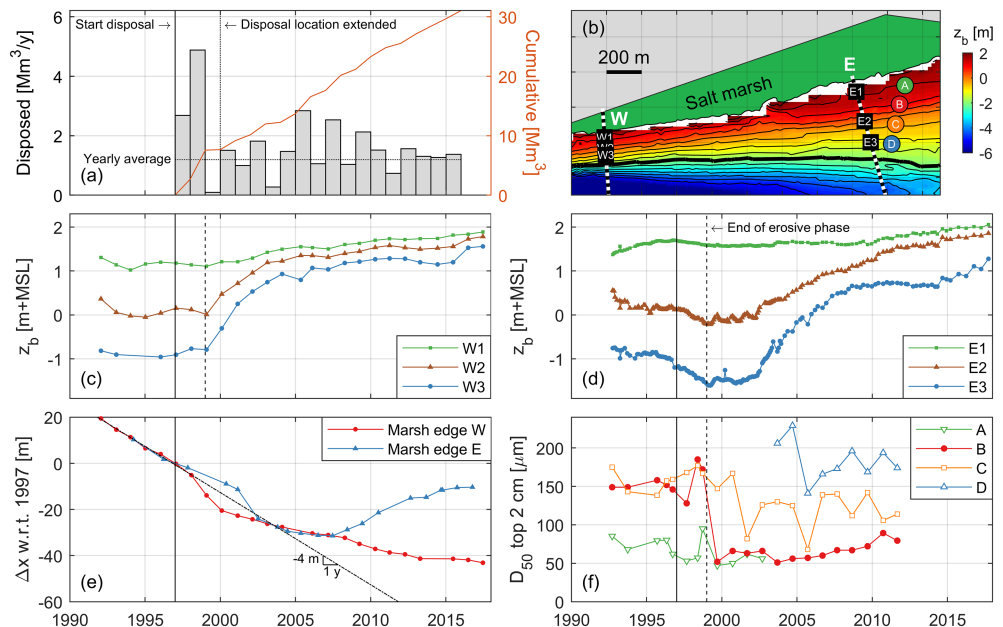 Start disposal →
← Disposal location extended
Disposed [Mm³/y]
6
4
2
0
Yearly average
(a)
30
20
10
0
Cumulative [Mm³]
(b)
200 m
Salt marsh
W
E
W1
W3
E1
E2
E3
A
B
C
D
z_b [m]
2
0
-2
-4
-6
z_b [m+MSL]
2
1
0
-1
(c)
W1
W2
W3
z_b [m+MSL]
2
1
0
-1
← End of erosive phase
(d)
E1
E2
E3
Δx w.r.t. 1997 [m]
20
0
-20
-40
-60
Marsh edge W
Marsh edge E
-4 m
1 y
(e)
1990 1995 2000 2005 2010 2015
D₅₀ top 2 cm [μm]
200
150
100
50
0
A
B
C
D
(f)
1990 1995 2000 2005 2010 2015